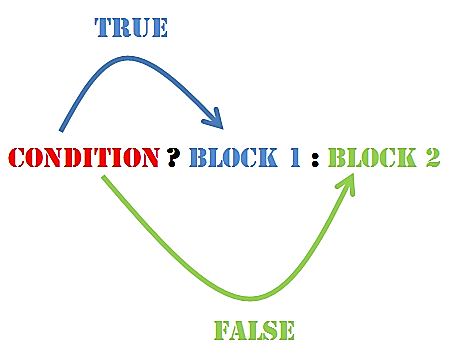 TRUE
CONDITION ? BLOCK 1 : BLOCK 2
FALSE